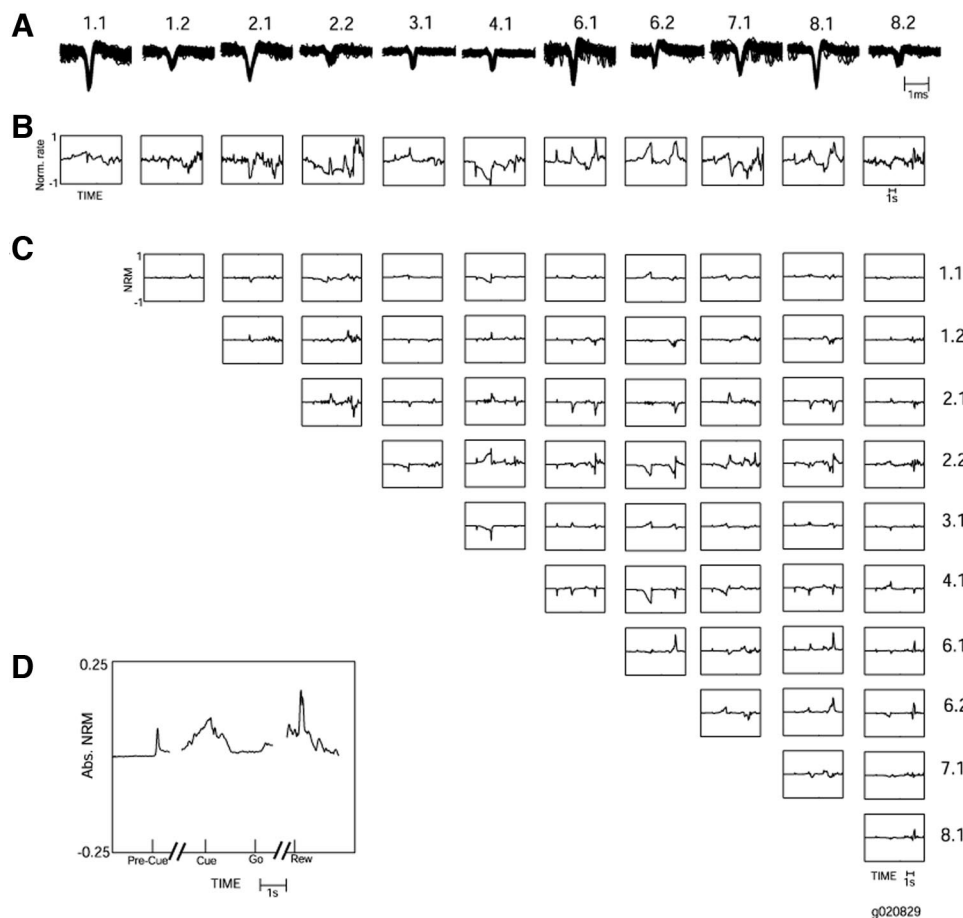 A
1.1 1.2 2.1 2.2 3.1 4.1 6.1 6.2 7.1 8.1 8.2
1ms
B
1
Norm. rate
-1
TIME
1s
C
1
NRM
-1
1.1
1.2
2.1
2.2
3.1
4.1
6.1
6.2
7.1
8.1
TIME 1s
D
0.25
Abs. NRM
-0.25
Pre-Cue Cue Go Rew
TIME 1s
g020829